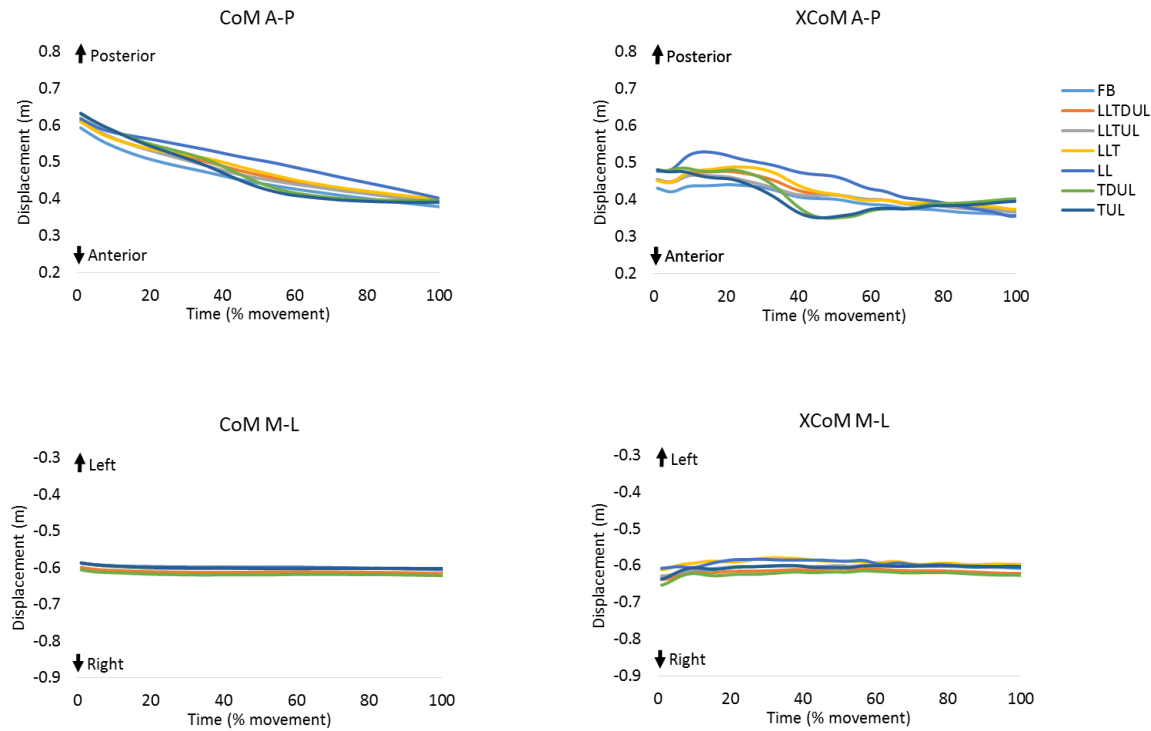 CoM A-P
Displacement (m)
0.8
0.7
0.6
0.5
0.4
0.3
0.2
Posterior
Anterior
0 20 40 60 80 100
Time (% movement)
XCoM A-P
Displacement (m)
0.8
0.7
0.6
0.5
0.4
0.3
0.2
Posterior
Anterior
0 20 40 60 80 100
Time (% movement)
FB
LLTDUL
LLTUL
LLT
LL
TDUL
TUL
CoM M-L
Displacement (m)
-0.3
-0.4
-0.5
-0.6
-0.7
-0.8
-0.9
Left
Right
0 20 40 60 80 100
Time (% movement)
XCoM M-L
Displacement (m)
-0.3
-0.4
-0.5
-0.6
-0.7
-0.8
-0.9
Left
Right
0 20 40 60 80 100
Time (% movement)